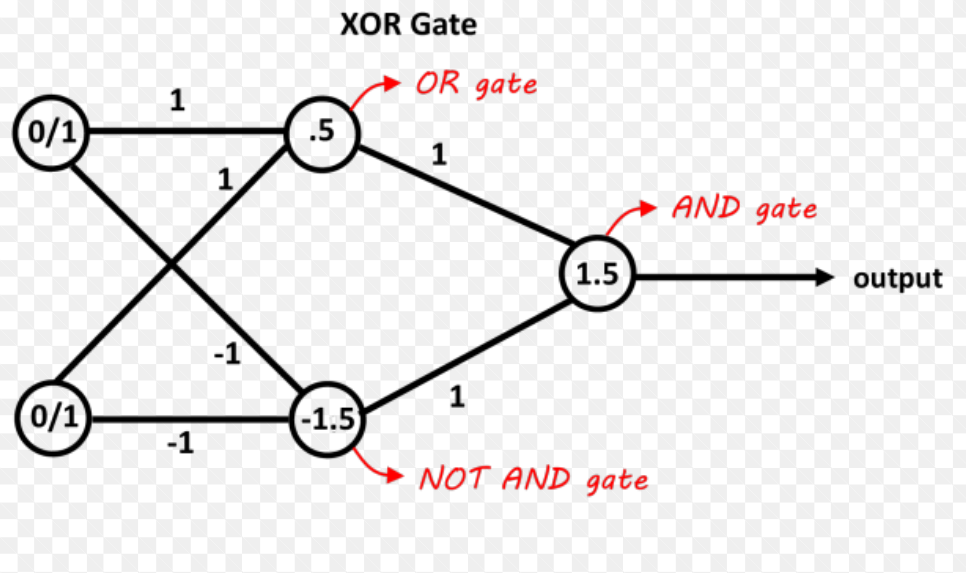 XOR Gate
OR gate
1
0/1
.5
1
1
AND gate
1.5
output
-1
1
0/1
-1.5
-1
NOT AND gate